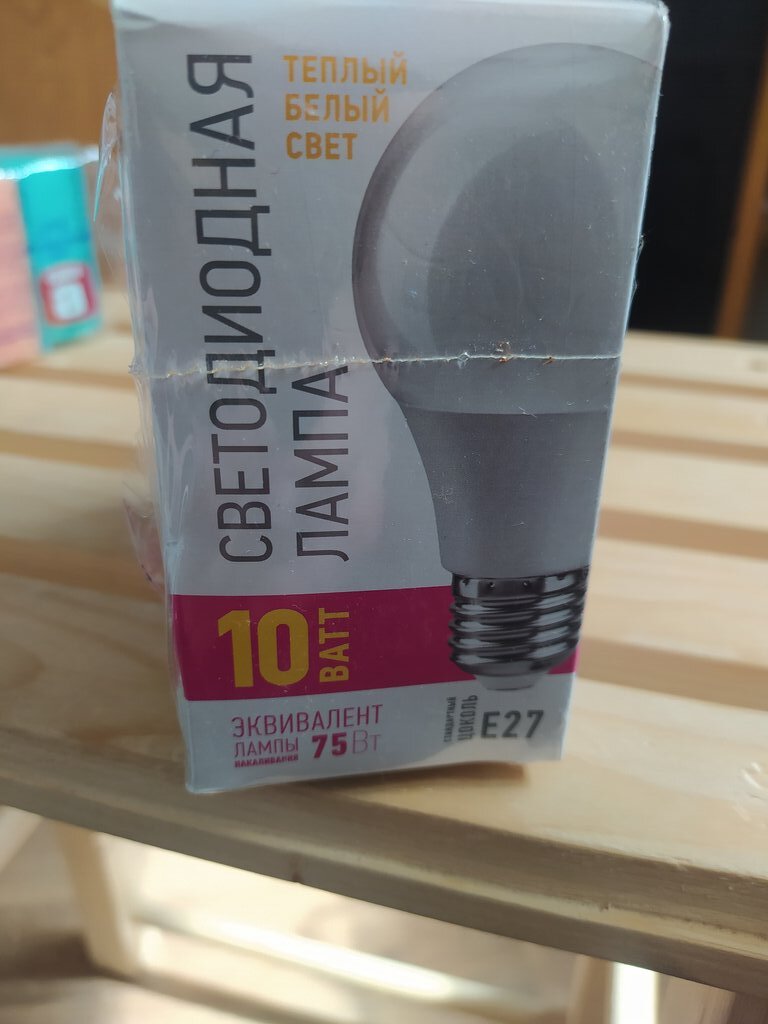 ТЕПЛЫЙ
БЕЛЫЙ
СВЕТ
СВЕТОДИОДНАЯ
ЛАМПА
10 ВАТТ
ЭКВИВАЛЕНТ
ЛАМПЫ
НАКАЛИВАНИЯ
75 Вт
СТАНДАРТНЫЙ
ЦОКОЛЬ
E27